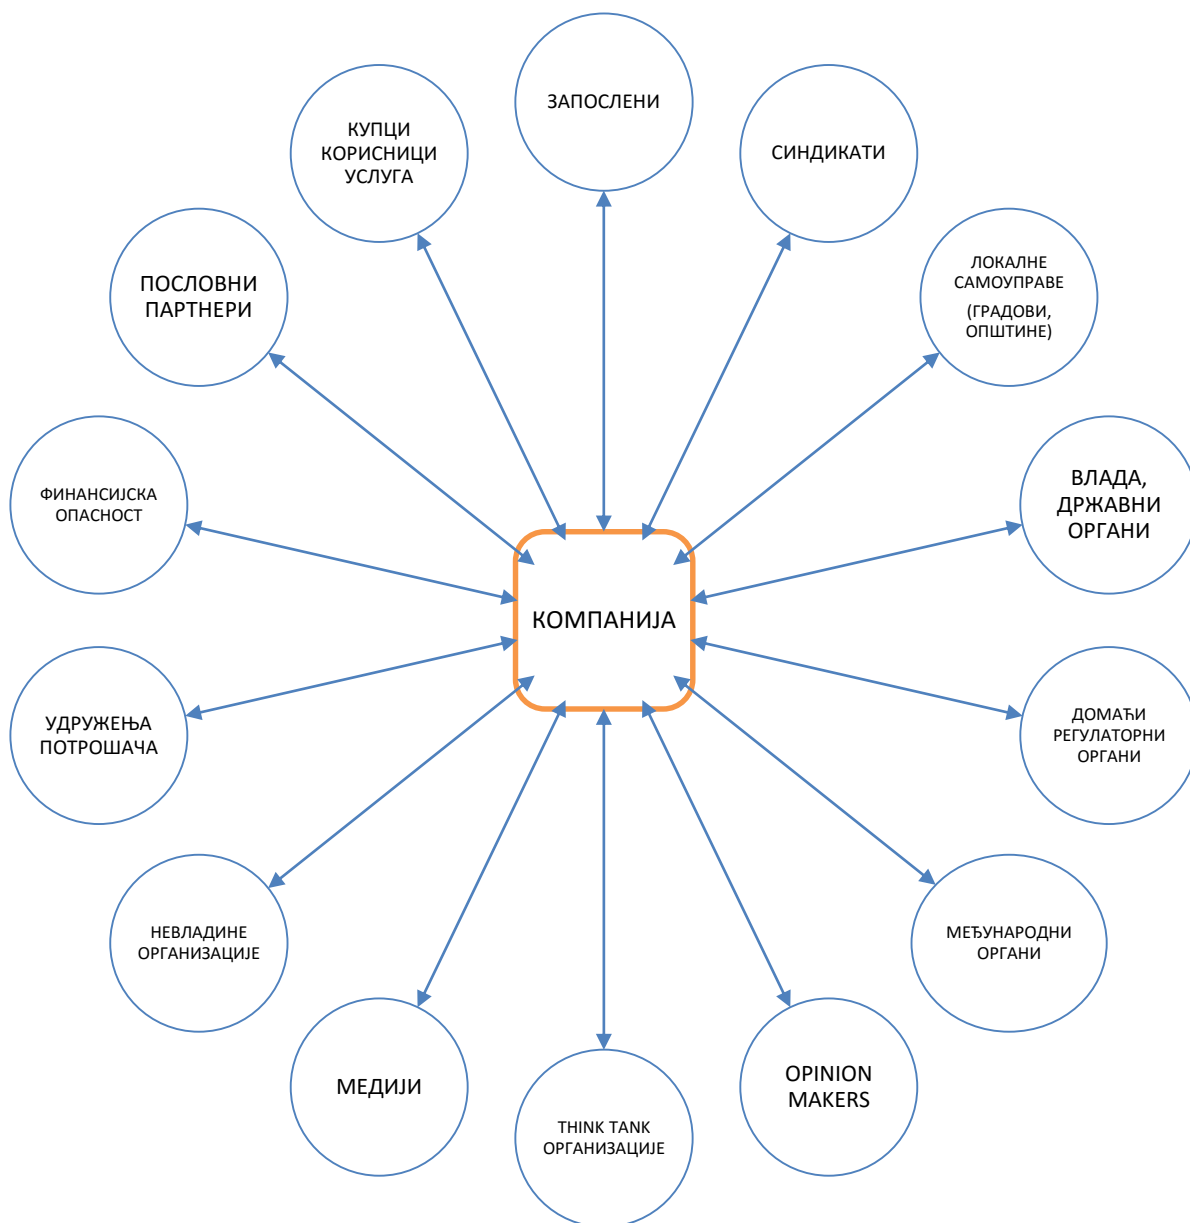 ЗАПОСЛЕНИ
КУПЦИ
КОРИСНИЦИ
УСЛУГА
СИНДИКАТИ
ПОСЛОВНИ
ПАРТНЕРИ
ЛОКАЛНЕ
САМОУПРАВЕ
(ГРАДОВИ,
ОПШТИНЕ)
ФИНАНСИЈСКА
ОПАСНОСТ
ВЛАДА,
ДРЖАВНИ
ОРГАНИ
КОМПАНИЈА
УДРУЖЕЊА
ПОТРОШАЧА
ДОМАЋИ
РЕГУЛАТОРНИ
ОРГАНИ
НЕВЛАДИНЕ
ОРГАНИЗАЦИЈЕ
МЕЂУНАРОДНИ
ОРГАНИ
МЕДИЈИ
OPINION
MAKERS
THINK TANK
ОРГАНИЗАЦИЈЕ